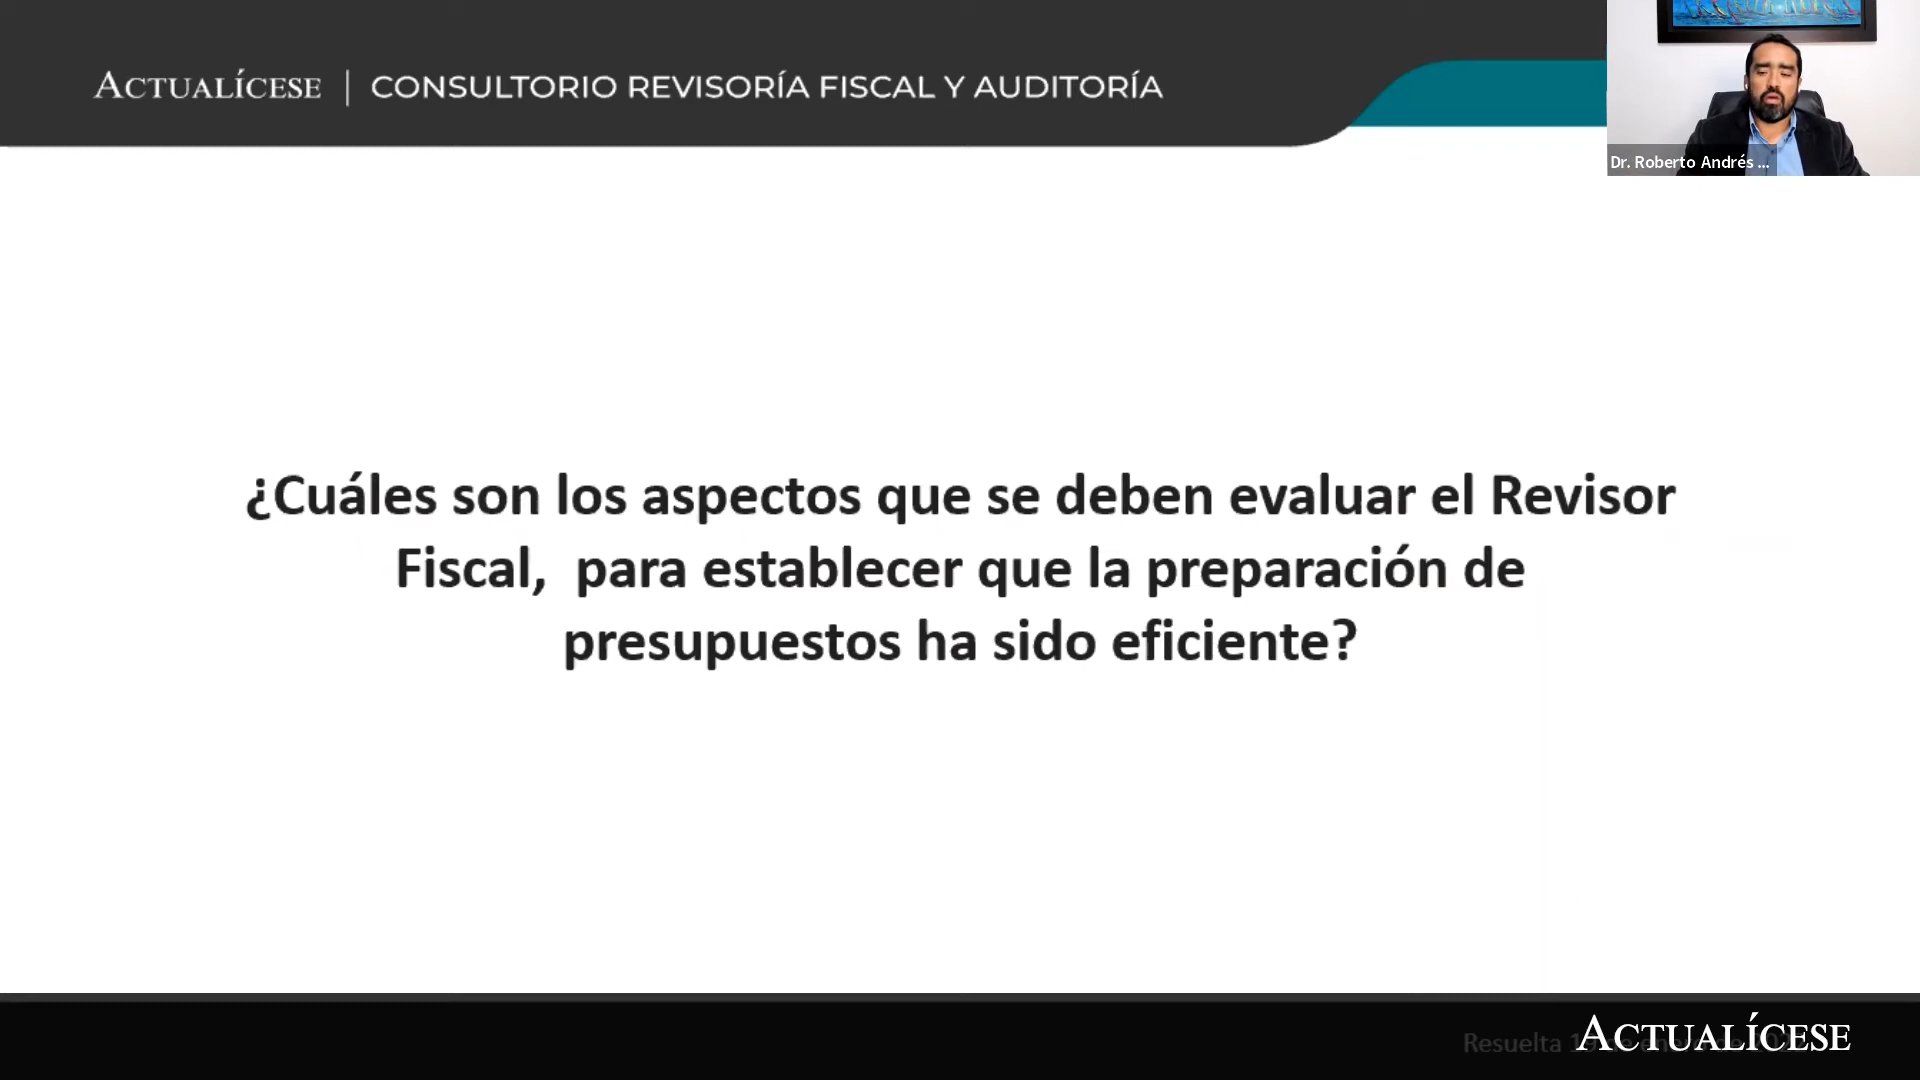 ACTUALÍCESE | CONSULTORIO REVISORÍA FISCAL Y AUDITORÍA
Dr. Roberto Andrés ...
¿Cuáles son los aspectos que se deben evaluar el Revisor
Fiscal, para establecer que la preparación de
presupuestos ha sido eficiente?
Resuelta
ACTUALÍCESE